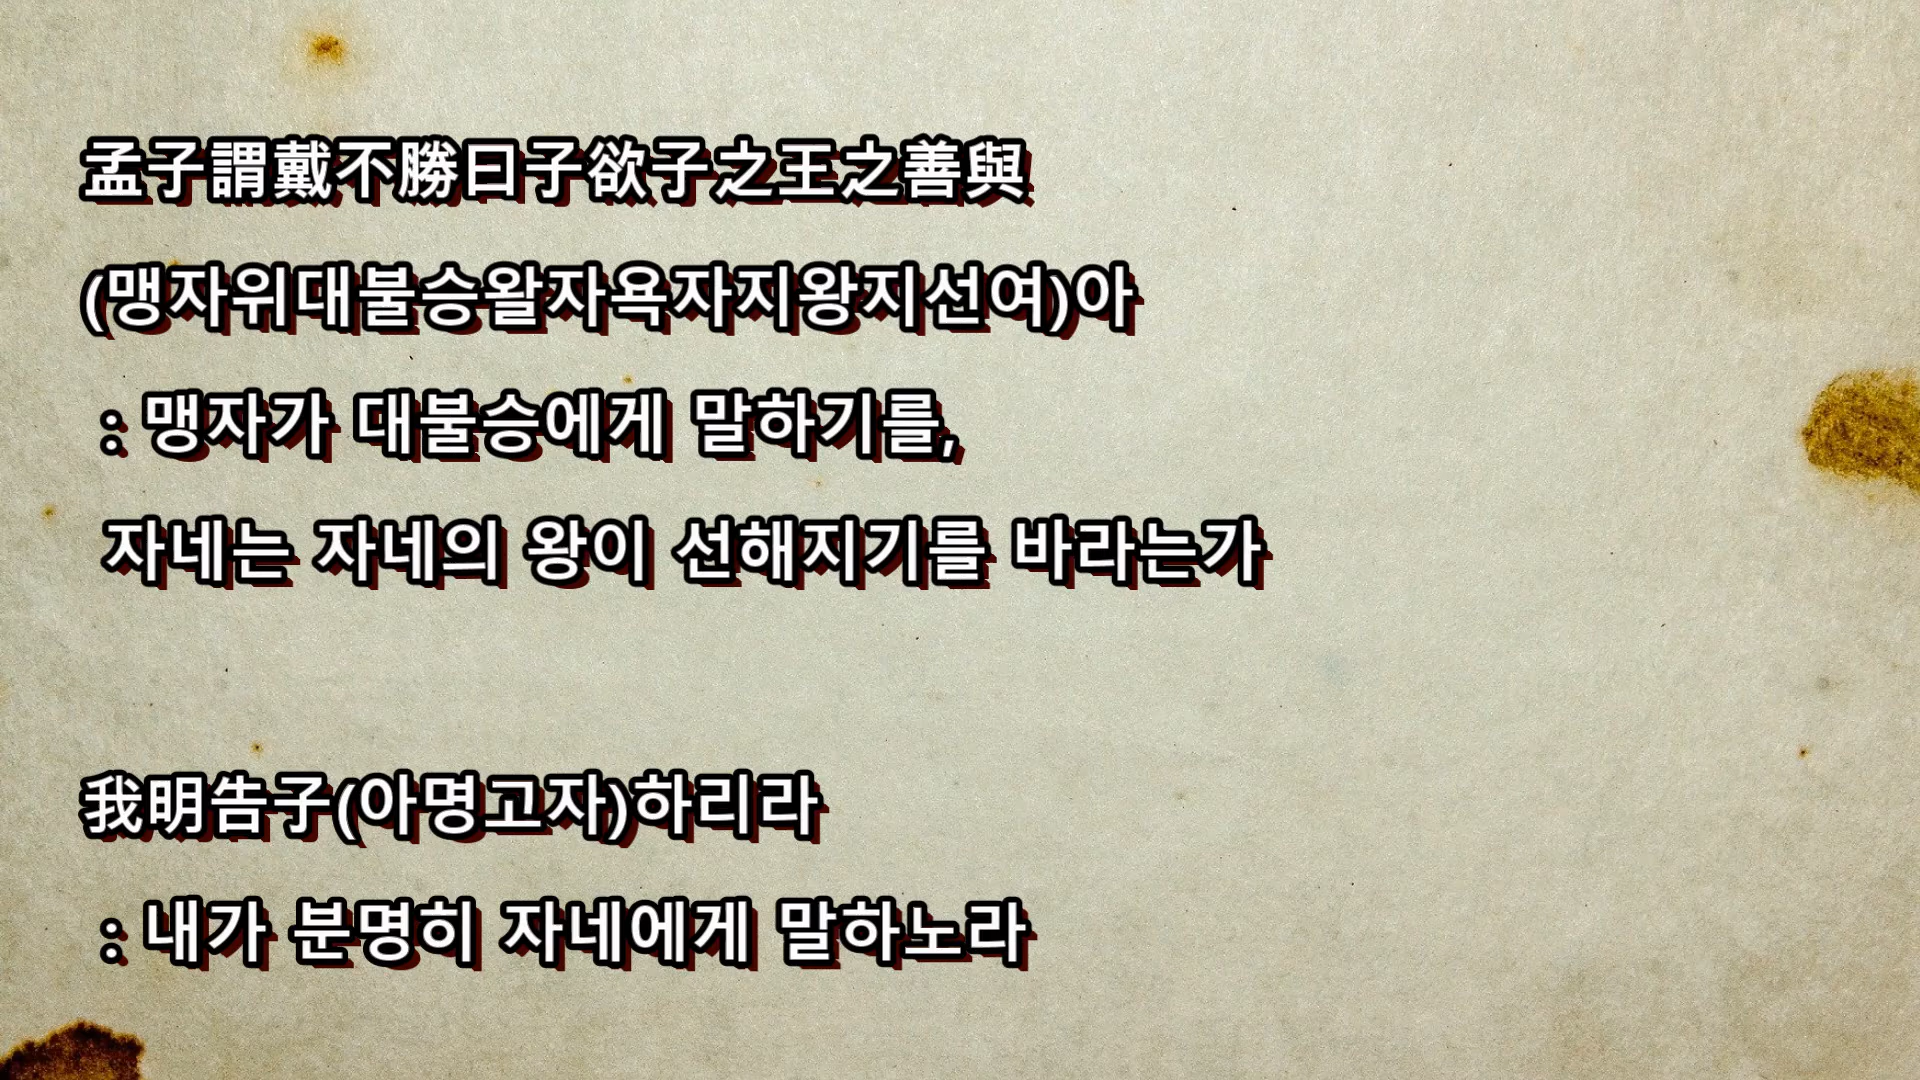 孟子謂戴不勝曰子欲子之王之善與
(맹자위대불승왈자욕자지왕지선여)아
: 맹자가 대불승에게 말하기를,
자네는 자네의 왕이 선해지기를 바라는가
我明告子(아명고자)하리라
: 내가 분명히 자네에게 말하노라